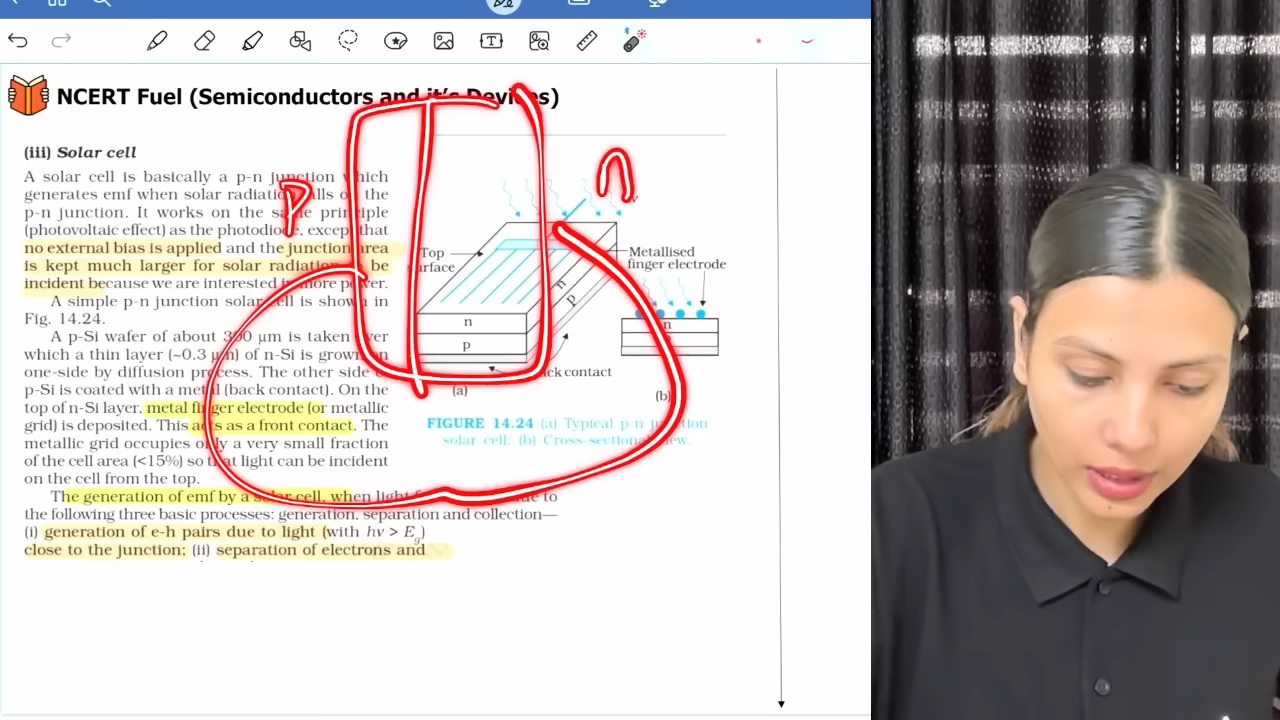 NCERT Fuel (Semiconductors and it's Devices)
(iii) Solar cell
A solar cell is basically a p-n junction which
generates emf when solar radiation falls on the
p-n junction. It works on the same principle
(photovoltaic effect) as the photodiode, except that
no external bias is applied and the junction area
is kept much larger for solar radiation to be
incident because we are interested in more power.
A simple p-n junction solar cell is shown in
Fig. 14.24.
A p-Si wafer of about 300 μm is taken over
which a thin layer (~0.3 μm) of n-Si is grown on
one-side by diffusion process. The other side of
p-Si is coated with a metal (back contact). On the
top of n-Si layer, metal finger electrode (or metallic
grid) is deposited. This acts as a front contact. The
metallic grid occupies only a very small fraction
of the cell area (<15%) so that light can be incident
on the cell from the top.
The generation of emf by a solar cell, when light to
the following three basic processes: generation, separation and collection—
(i) generation of e-h pairs due to light (with hν > Eg)
close to the junction; (ii) separation of electrons and
P
n
Top
surface
Metallised
finger electrode
n
p
n
p
n
back contact
(a)
(b)
FIGURE 14.24 (a) Typical p-n junction
solar cell; (b) Cross-sectional view.